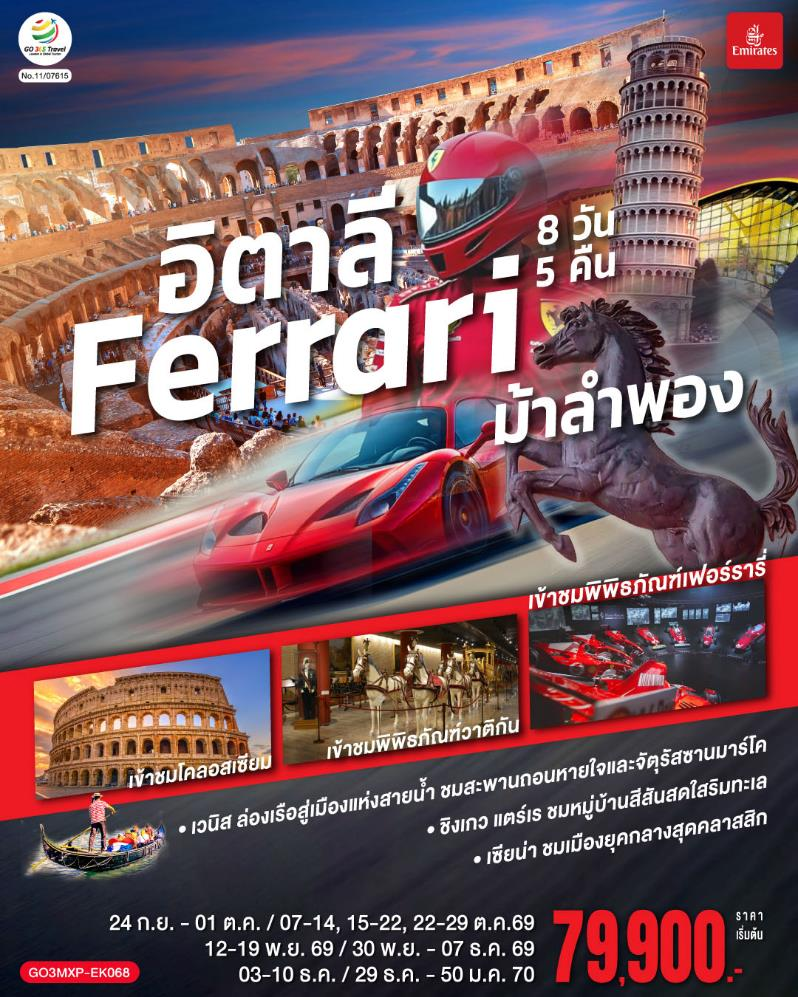 GO 365 Travel
No.11/07615
Emirates
อิตาลี
8 วัน
5 คืน
Ferrari
ม้าลำพอง
เข้าชมพิพิธภัณฑ์เฟอร์รารี่
เข้าชมพิพิธภัณฑ์วาติกัน
เข้าชมโคลอสเซียม
• เวนิส ล่องเรือสู่เมืองแห่งสายน้ำ ชมสะพานถอนหายใจและจัตุรัสซานมาร์โค
• ชิงเกว แตร์เร ชมหมู่บ้านสีสันสดใสริมทะเล
• เซียน่า ชมเมืองยุคกลางสุดคลาสสิก
24 ก.ย. - 01 ต.ค. / 07-14, 15-22, 22-29 ต.ค.69
12-19 พ.ย. 69 / 30 พ.ย. - 07 ธ.ค. 69
03-10 ธ.ค. / 29 ธ.ค. - 50 ม.ค. 70
79,900.-
ราคา
เริ่มต้น
GO3MXP-EK068